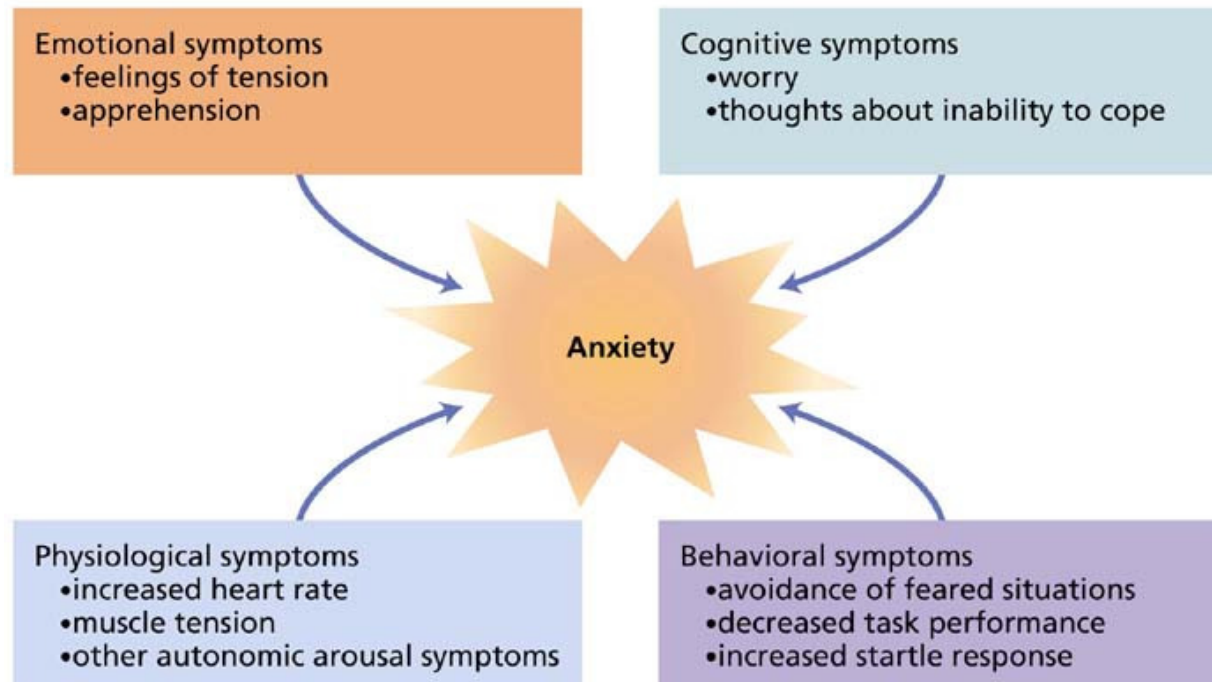 Emotional symptoms
•feelings of tension
•apprehension
Cognitive symptoms
•worry
•thoughts about inability to cope
Anxiety
Physiological symptoms
•increased heart rate
•muscle tension
•other autonomic arousal symptoms
Behavioral symptoms
•avoidance of feared situations
•decreased task performance
•increased startle response